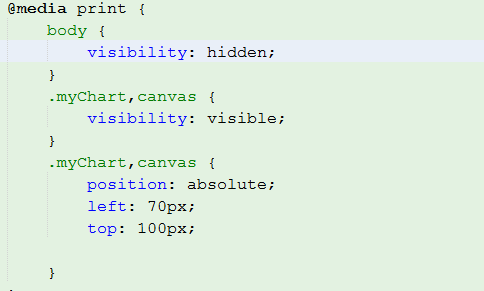 @media print {
    body {
        visibility: hidden;
    }
    .myChart,canvas {
        visibility: visible;
    }
    .myChart,canvas {
        position: absolute;
        left: 70px;
        top: 100px;

    }